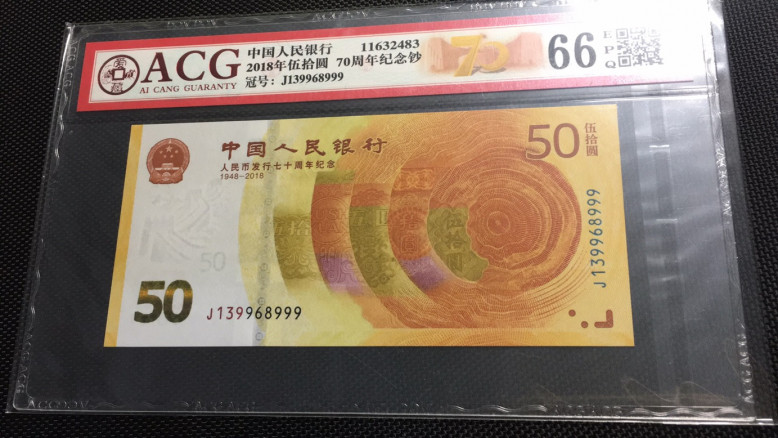 ACG
AI CANG GUARANTY
中国人民银行 11632483
2018年伍拾圆 70周年纪念钞
冠号：J139968999
70
66
EPQ
中国人民银行
人民币发行七十周年纪念
1948-2018
50
伍拾圆
50
50
J139968999
J139968999